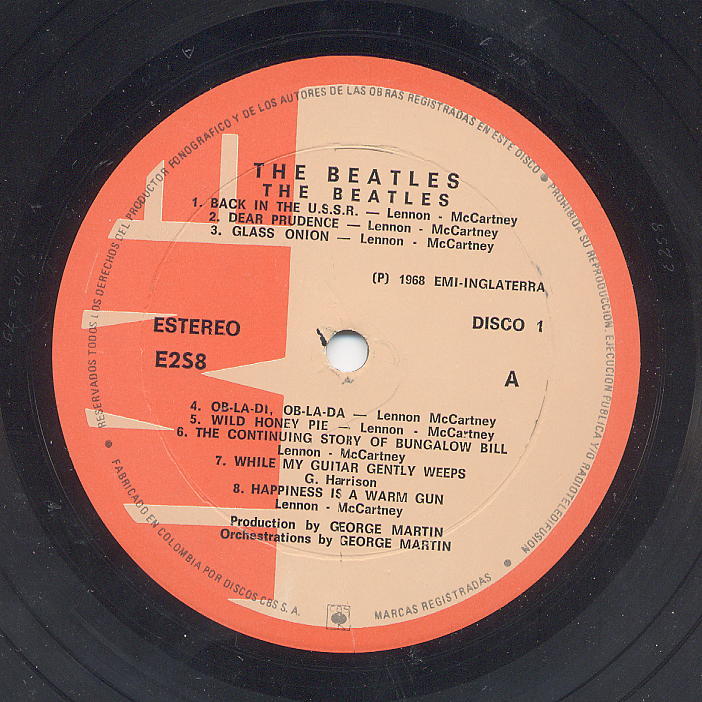 RESERVADOS TODOS LOS DERECHOS DEL PRODUCTOR FONOGRAFICO Y DE LOS AUTORES DE LAS OBRAS REGISTRADAS EN ESTE DISCO ● PROHIBIDA SU REPRODUCCION, EJECUCION PUBLICA Y/O RADIOTELEDIFUSION
THE BEATLES
THE BEATLES
1. BACK IN THE U.S.S.R. — Lennon - McCartney
2. DEAR PRUDENCE — Lennon - McCartney
3. GLASS ONION — Lennon - McCartney
(P) 1968 EMI-INGLATERRA
ESTEREO
DISCO 1
E2S8
A
4. OB-LA-DI, OB-LA-DA — Lennon McCartney
5. WILD HONEY PIE — Lennon - McCartney
6. THE CONTINUING STORY OF BUNGALOW BILL
Lennon - McCartney
7. WHILE MY GUITAR GENTLY WEEPS
G. Harrison
8. HAPPINESS IS A WARM GUN
Lennon - McCartney
Production by GEORGE MARTIN
Orchestrations by GEORGE MARTIN
● FABRICADO EN COLOMBIA POR DISCOS CBS S. A.
CBS
MARCAS REGISTRADAS ●